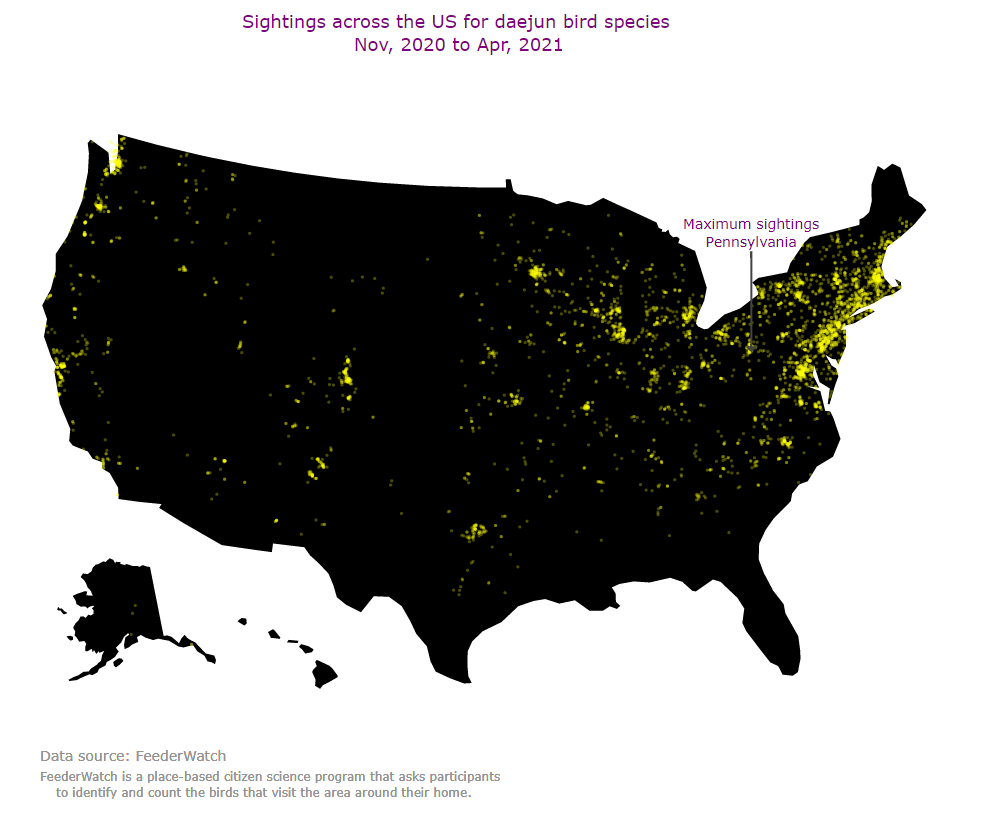 Sightings across the US for daejun bird species
Nov, 2020 to Apr, 2021
Maximum sightings
Pennsylvania
Data source: FeederWatch
FeederWatch is a place-based citizen science program that asks participants
to identify and count the birds that visit the area around their home.